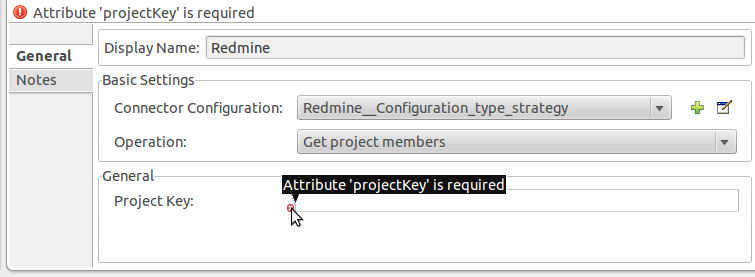 Attribute 'projectKey' is required
General
Notes
Display Name: Redmine
Basic Settings
Connector Configuration: Redmine__Configuration_type_strategy
Operation: Get project members
General
Attribute 'projectKey' is required
Project Key: